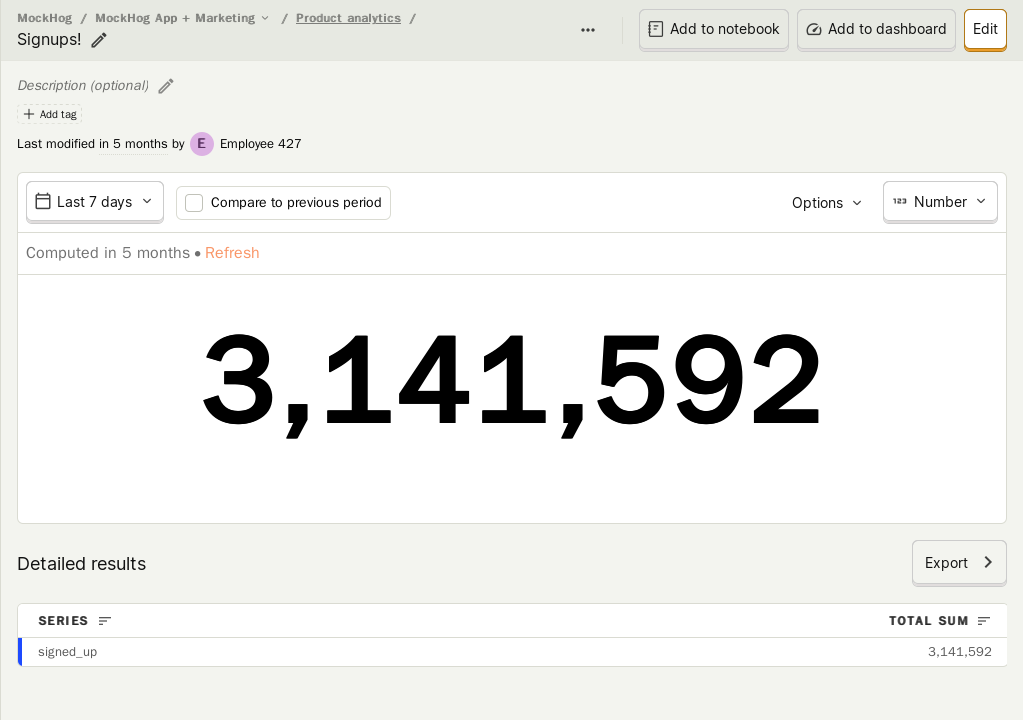 MockHog / MockHog App + Marketing / Product analytics /
Signups!
Add to notebook
Add to dashboard
Edit
Description (optional)
Add tag
Last modified in 5 months by E Employee 427
Last 7 days
Compare to previous period
Options
123 Number
Computed in 5 months • Refresh
3,141,592
Detailed results
Export
SERIES TOTAL SUM
signed_up 3,141,592